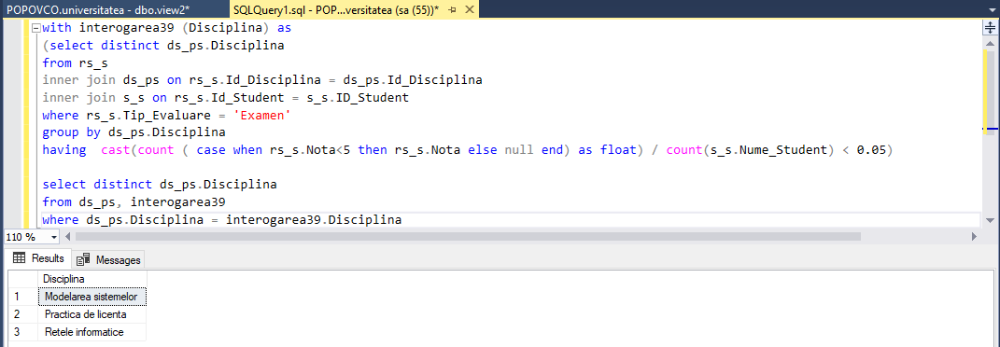 POPOVCO.universitatea - dbo.view2*
SQLQuery1.sql - POP...versitatea (sa (55))*
with interogarea39 (Disciplina) as
(select distinct ds_ps.Disciplina
from rs_s
inner join ds_ps on rs_s.Id_Disciplina = ds_ps.Id_Disciplina
inner join s_s on rs_s.Id_Student = s_s.ID_Student
where rs_s.Tip_Evaluare = 'Examen'
group by ds_ps.Disciplina
having  cast(count ( case when rs_s.Nota<5 then rs_s.Nota else null end) as float) / count(s_s.Nume_Student) < 0.05)
select distinct ds_ps.Disciplina
from ds_ps, interogarea39
where ds_ps.Disciplina = interogarea39.Disciplina
110 %
Results Messages
Disciplina
1 Modelarea sistemelor
2 Practica de licenta
3 Retele informatice